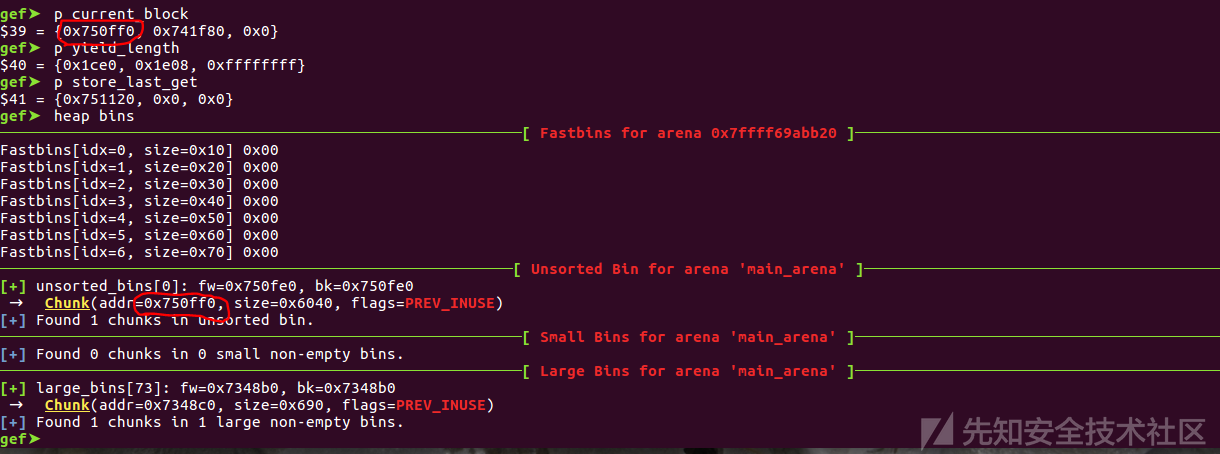 gef➤ p current_block
$39 = {0x750ff0, 0x741f80, 0x0}
gef➤ p yield_length
$40 = {0x1ce0, 0x1e08, 0xffffffff}
gef➤ p store_last_get
$41 = {0x751120, 0x0, 0x0}
gef➤ heap bins
[ Fastbins for arena 0x7ffff69abb20 ]
Fastbins[idx=0, size=0x10] 0x00
Fastbins[idx=1, size=0x20] 0x00
Fastbins[idx=2, size=0x30] 0x00
Fastbins[idx=3, size=0x40] 0x00
Fastbins[idx=4, size=0x50] 0x00
Fastbins[idx=5, size=0x60] 0x00
Fastbins[idx=6, size=0x70] 0x00
[ Unsorted Bin for arena 'main_arena' ]
[+] unsorted_bins[0]: fw=0x750fe0, bk=0x750fe0
→ Chunk(addr=0x750ff0, size=0x6040, flags=PREV_INUSE)
[+] Found 1 chunks in unsorted bin.
[ Small Bins for arena 'main_arena' ]
[+] Found 0 chunks in 0 small non-empty bins.
[ Large Bins for arena 'main_arena' ]
[+] large_bins[73]: fw=0x7348b0, bk=0x7348b0
→ Chunk(addr=0x7348c0, size=0x690, flags=PREV_INUSE)
[+] Found 1 chunks in 1 large non-empty bins.
gef➤
先知安全技术社区